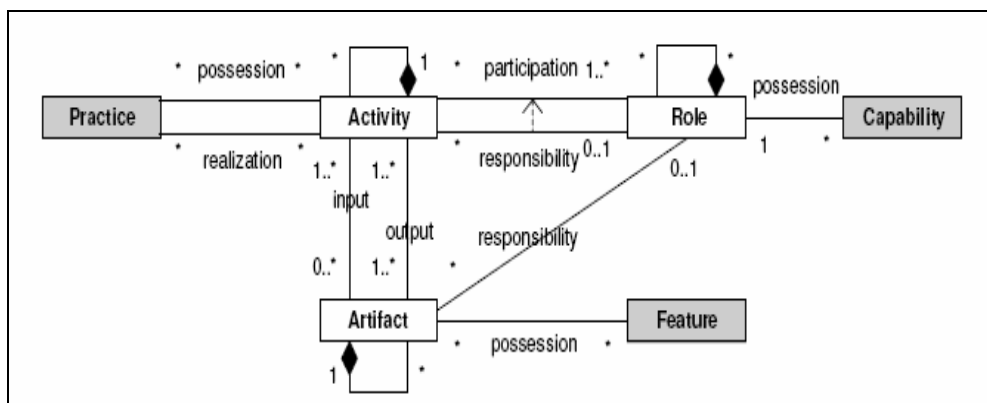 * possession *
* 1
* participation 1..*
* *
possession
Practice
Activity
Role
Capability
* realization *
* responsibility 0..1
1 *
1..* 1..*
input
output
0..1
responsibility
0..* 1..* *
Artifact
Feature
* possession *
1 *